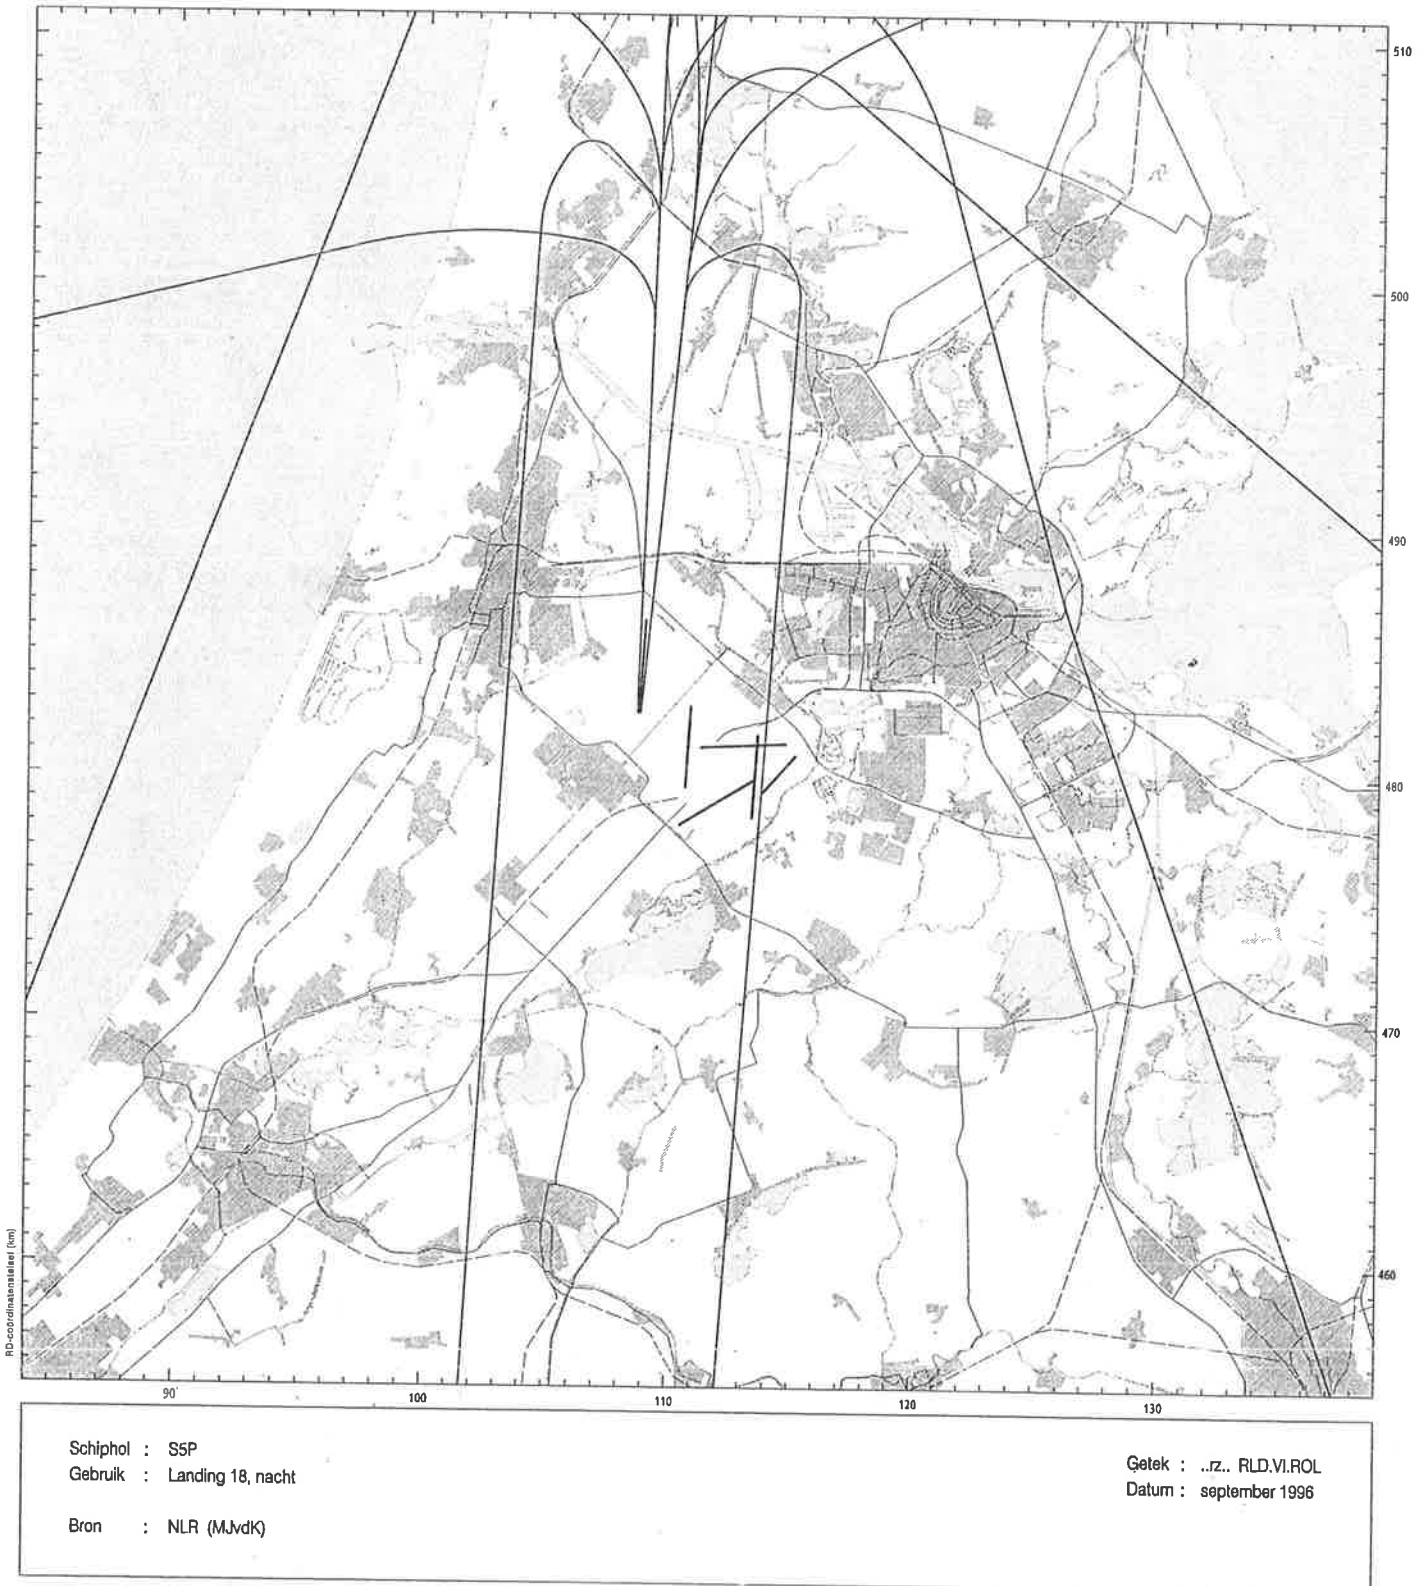 510
500
490
480
470
460
RD-coördinatenstelsel [km]
90
100
110
120
130
Schiphol : S5P
Gebruik : Landing 18, nacht
Bron : NLR (MJvdK)
Getek : ..rz.. RLD.VI.ROL
Datum : september 1996